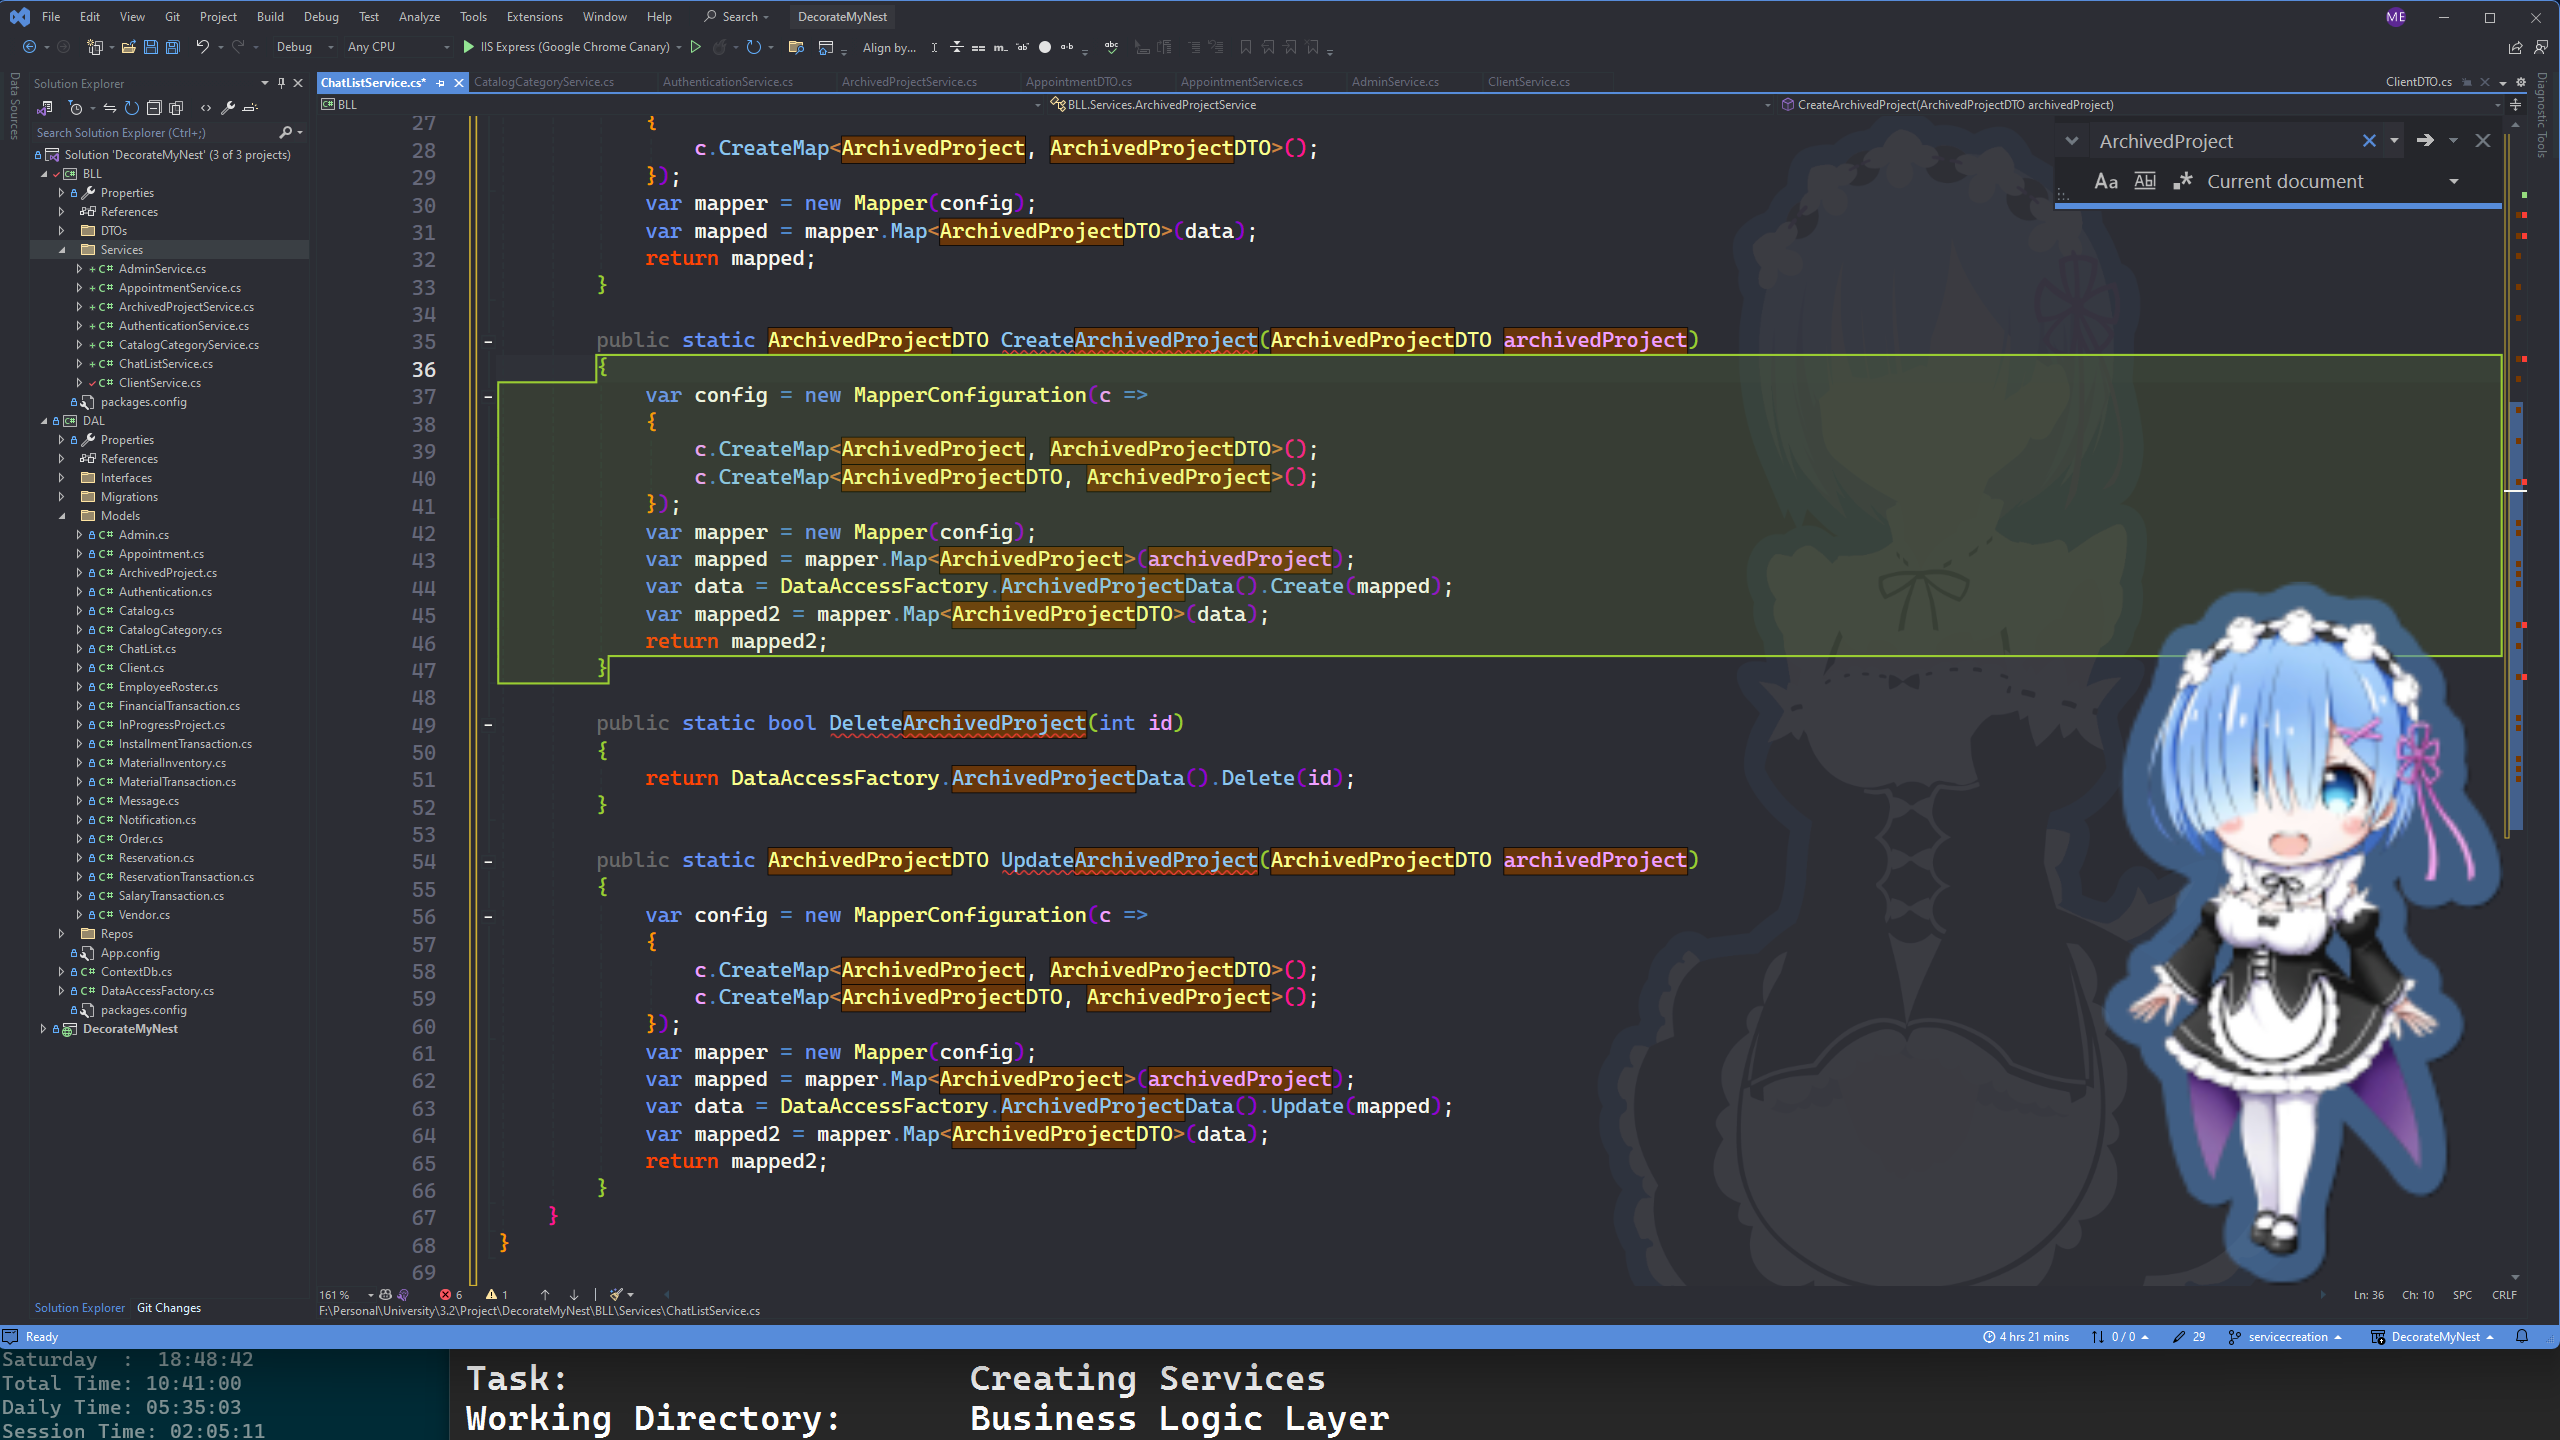 File Edit View Git Project Build Debug Test Analyze Tools Extensions Window Help Search DecorateMyNest ME
Debug Any CPU IIS Express (Google Chrome Canary) Align by...
Data Sources
Solution Explorer
Search Solution Explorer (Ctrl+;)
Solution 'DecorateMyNest' (3 of 3 projects)
C# BLL
Properties
References
DTOs
Services
C# AdminService.cs
C# AppointmentService.cs
C# ArchivedProjectService.cs
C# AuthenticationService.cs
C# CatalogCategoryService.cs
C# ChatListService.cs
C# ClientService.cs
packages.config
C# DAL
Properties
References
Interfaces
Migrations
Models
C# Admin.cs
C# Appointment.cs
C# ArchivedProject.cs
C# Authentication.cs
C# Catalog.cs
C# CatalogCategory.cs
C# ChatList.cs
C# Client.cs
C# EmployeeRoster.cs
C# FinancialTransaction.cs
C# InProgressProject.cs
C# InstallmentTransaction.cs
C# MaterialInventory.cs
C# MaterialTransaction.cs
C# Message.cs
C# Notification.cs
C# Order.cs
C# Reservation.cs
C# ReservationTransaction.cs
C# SalaryTransaction.cs
C# Vendor.cs
Repos
App.config
C# ContextDb.cs
C# DataAccessFactory.cs
packages.config
DecorateMyNest
Solution Explorer Git Changes
ChatListService.cs* CatalogCategoryService.cs AuthenticationService.cs ArchivedProjectService.cs AppointmentDTO.cs AppointmentService.cs AdminService.cs ClientService.cs ClientDTO.cs
C# BLL BLL.Services.ArchivedProjectService CreateArchivedProject(ArchivedProjectDTO archivedProject)
ArchivedProject
Aa Abl .* Current document
Diagnostic Tools
27 {
28 c.CreateMap<ArchivedProject, ArchivedProjectDTO>();
29 });
30 var mapper = new Mapper(config);
31 var mapped = mapper.Map<ArchivedProjectDTO>(data);
32 return mapped;
33 }
34
35 public static ArchivedProjectDTO CreateArchivedProject(ArchivedProjectDTO archivedProject)
36 {
37 var config = new MapperConfiguration(c =>
38 {
39 c.CreateMap<ArchivedProject, ArchivedProjectDTO>();
40 c.CreateMap<ArchivedProjectDTO, ArchivedProject>();
41 });
42 var mapper = new Mapper(config);
43 var mapped = mapper.Map<ArchivedProject>(archivedProject);
44 var data = DataAccessFactory.ArchivedProjectData().Create(mapped);
45 var mapped2 = mapper.Map<ArchivedProjectDTO>(data);
46 return mapped2;
47 }
48
49 public static bool DeleteArchivedProject(int id)
50 {
51 return DataAccessFactory.ArchivedProjectData().Delete(id);
52 }
53
54 public static ArchivedProjectDTO UpdateArchivedProject(ArchivedProjectDTO archivedProject)
55 {
56 var config = new MapperConfiguration(c =>
57 {
58 c.CreateMap<ArchivedProject, ArchivedProjectDTO>();
59 c.CreateMap<ArchivedProjectDTO, ArchivedProject>();
60 });
61 var mapper = new Mapper(config);
62 var mapped = mapper.Map<ArchivedProject>(archivedProject);
63 var data = DataAccessFactory.ArchivedProjectData().Update(mapped);
64 var mapped2 = mapper.Map<ArchivedProjectDTO>(data);
65 return mapped2;
66 }
67 }
68 }
69
161 % 6 1 Ln: 36 Ch: 10 SPC CRLF
F:\Personal\University\3.2\Project\DecorateMyNest\BLL\Services\ChatListService.cs
Ready 4 hrs 21 mins 0 / 0 29 servicecreation DecorateMyNest
Saturday : 18:48:42
Total Time: 10:41:00
Daily Time: 05:35:03
Session Time: 02:05:11
Task: Creating Services
Working Directory: Business Logic Layer